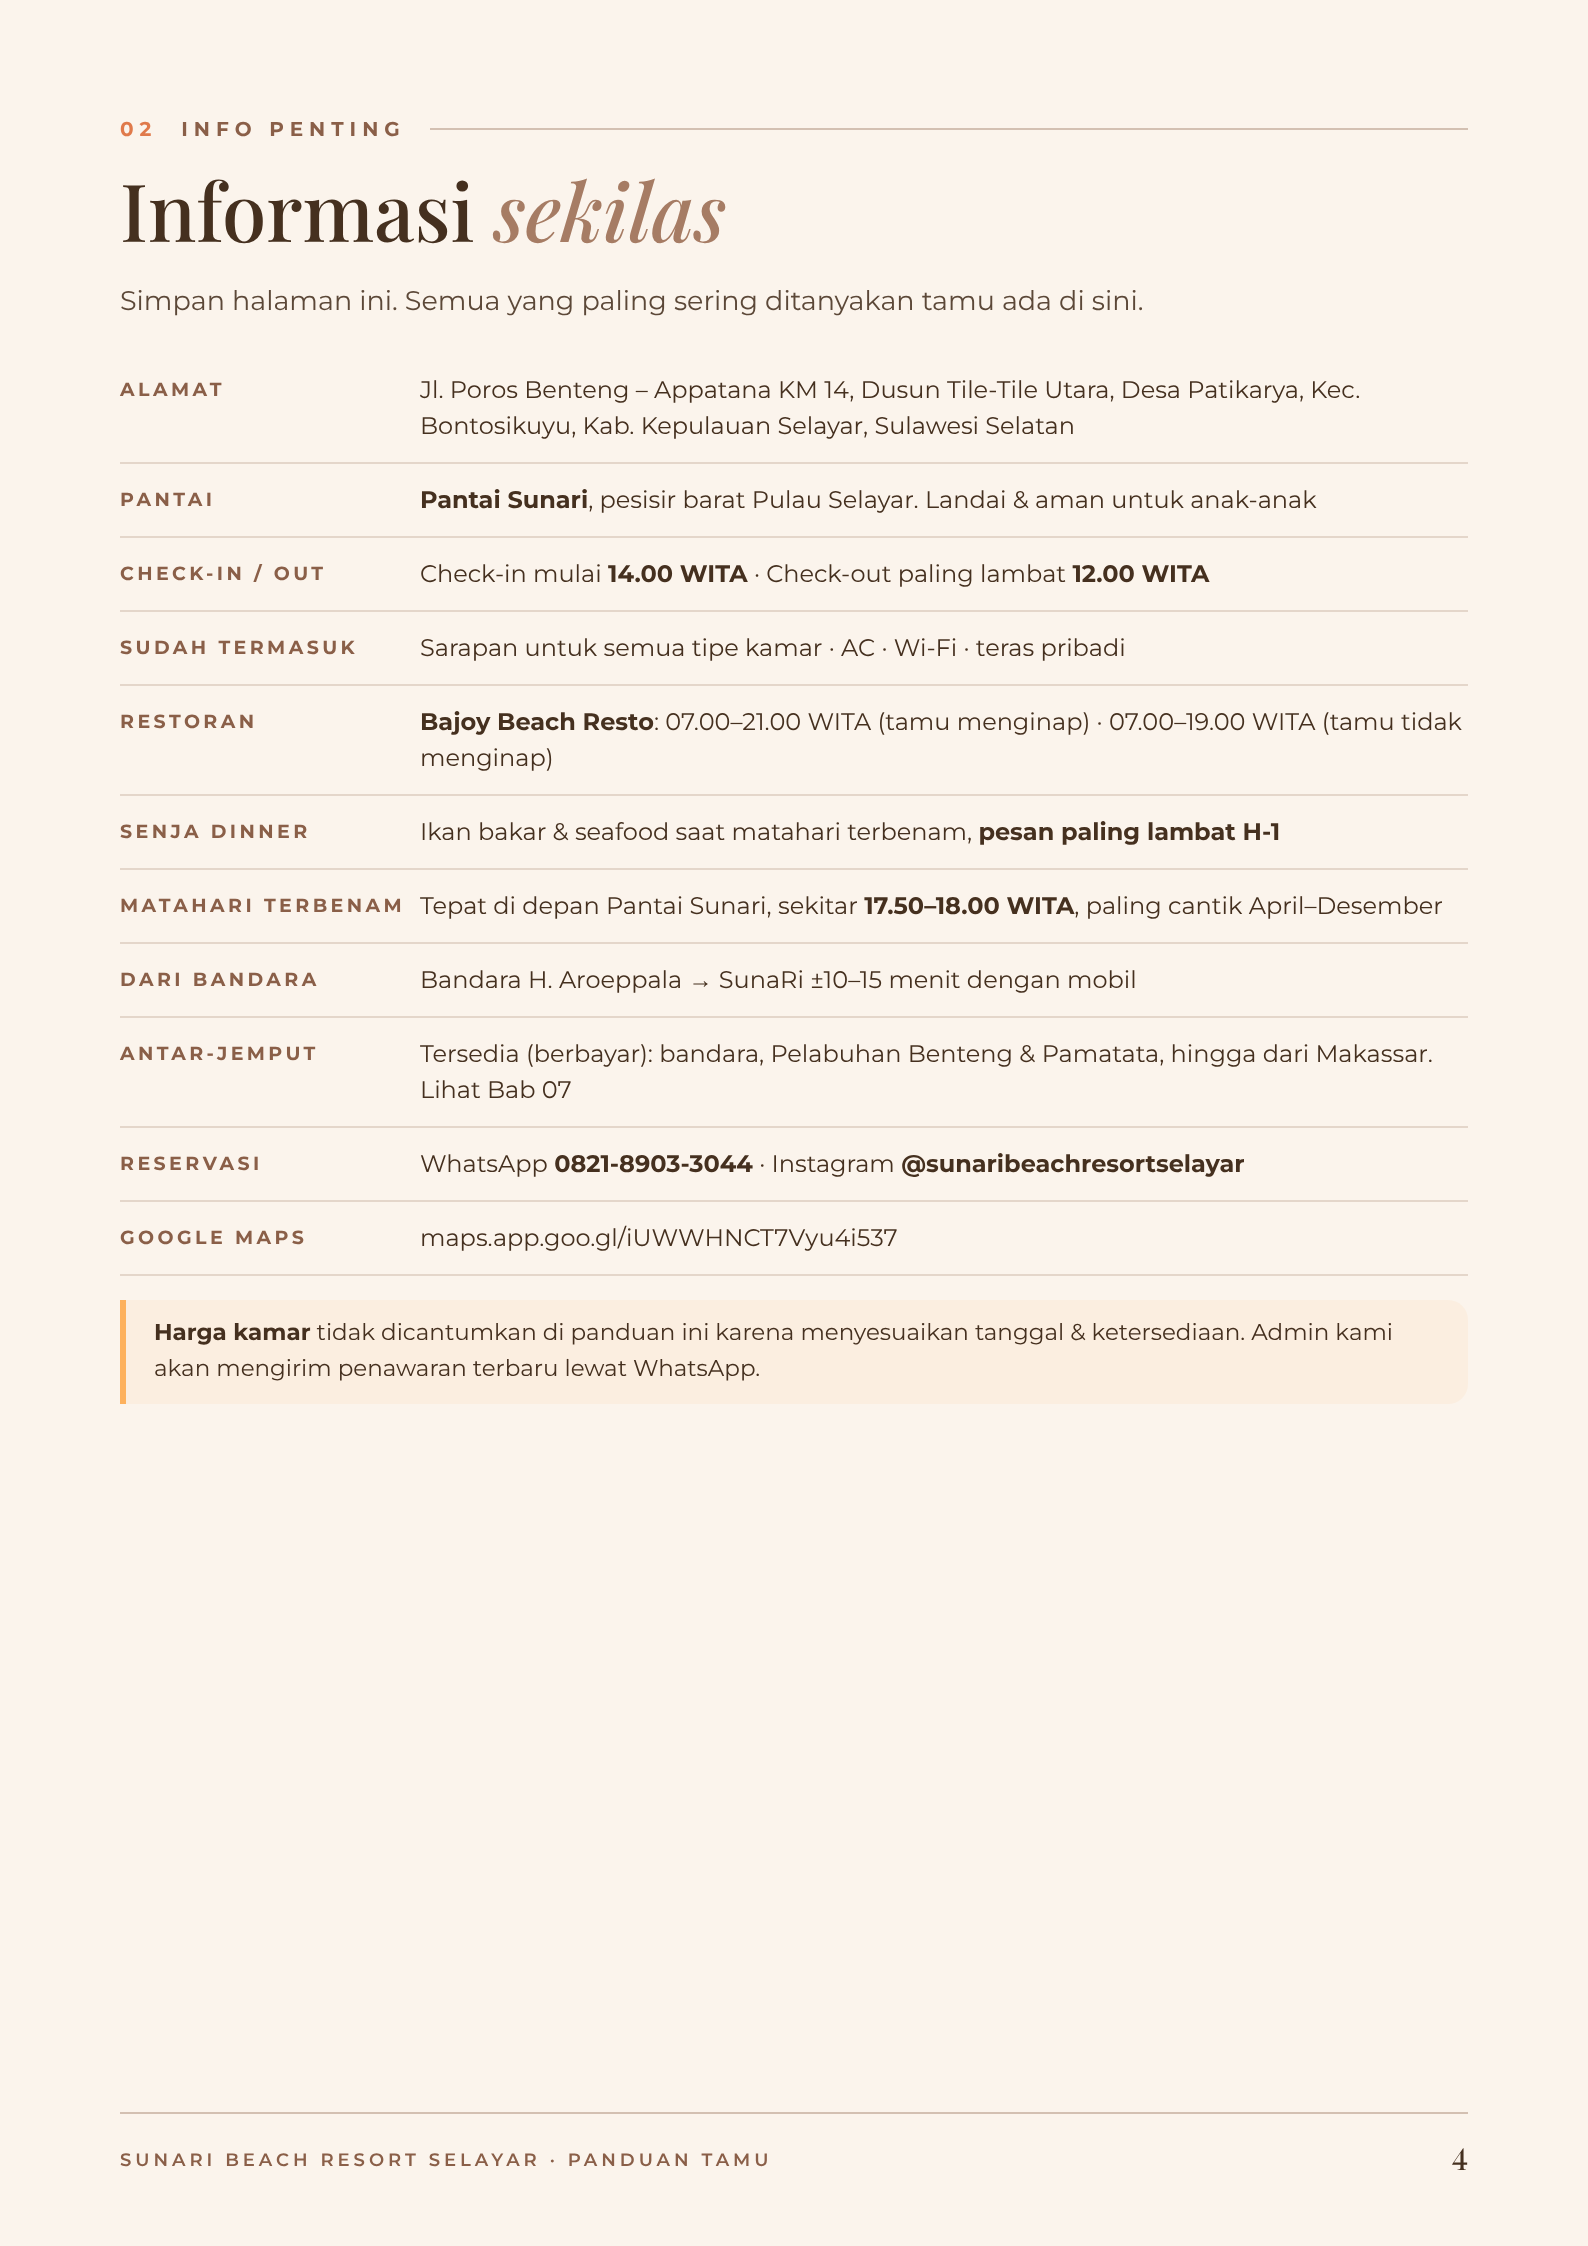 02 INFO PENTING
Informasi sekilas
Simpan halaman ini. Semua yang paling sering ditanyakan tamu ada di sini.
ALAMAT
Jl. Poros Benteng – Appatana KM 14, Dusun Tile-Tile Utara, Desa Patikarya, Kec.
Bontosikuyu, Kab. Kepulauan Selayar, Sulawesi Selatan
PANTAI
Pantai Sunari, pesisir barat Pulau Selayar. Landai & aman untuk anak-anak
CHECK-IN / OUT
Check-in mulai 14.00 WITA · Check-out paling lambat 12.00 WITA
SUDAH TERMASUK
Sarapan untuk semua tipe kamar · AC · Wi-Fi · teras pribadi
RESTORAN
Bajoy Beach Resto: 07.00–21.00 WITA (tamu menginap) · 07.00–19.00 WITA (tamu tidak
menginap)
SENJA DINNER
Ikan bakar & seafood saat matahari terbenam, pesan paling lambat H-1
MATAHARI TERBENAM
Tepat di depan Pantai Sunari, sekitar 17.50–18.00 WITA, paling cantik April–Desember
DARI BANDARA
Bandara H. Aroeppala → SunaRi ±10–15 menit dengan mobil
ANTAR-JEMPUT
Tersedia (berbayar): bandara, Pelabuhan Benteng & Pamatata, hingga dari Makassar.
Lihat Bab 07
RESERVASI
WhatsApp 0821-8903-3044 · Instagram @sunaribeachresortselayar
GOOGLE MAPS
maps.app.goo.gl/iUWWHNCT7Vyu4i537
Harga kamar tidak dicantumkan di panduan ini karena menyesuaikan tanggal & ketersediaan. Admin kami
akan mengirim penawaran terbaru lewat WhatsApp.
SUNARI BEACH RESORT SELAYAR · PANDUAN TAMU
4